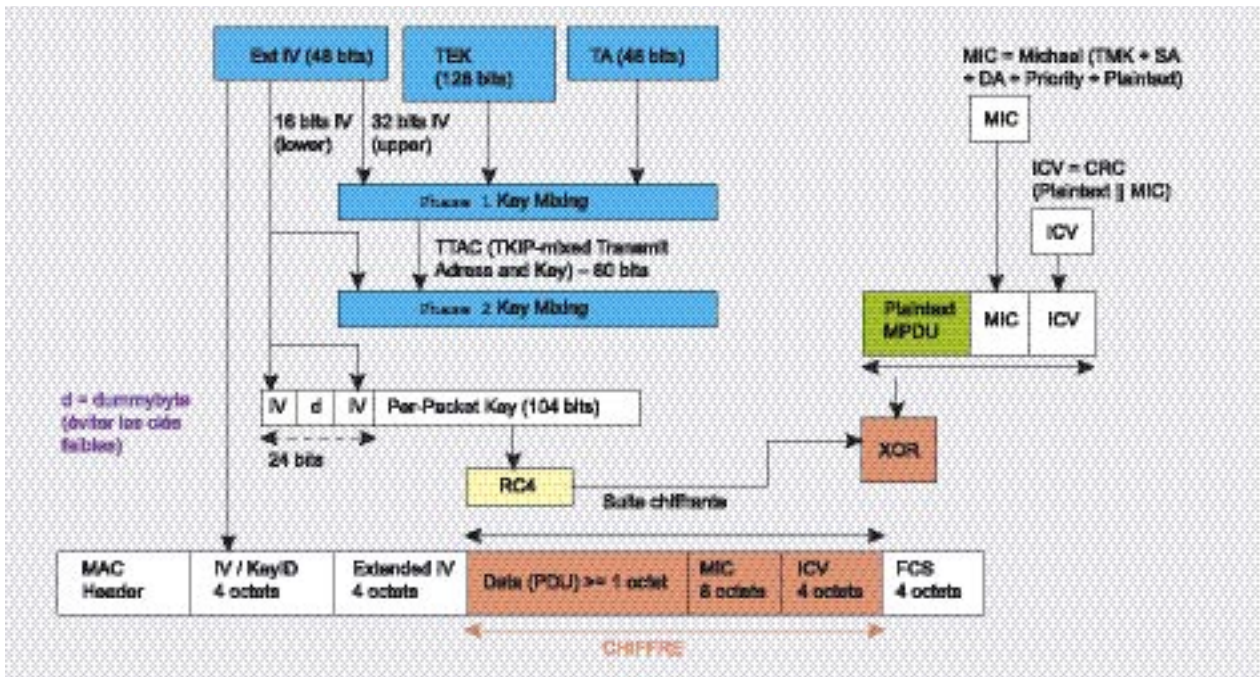 Ext IV (48 bits)
TEK
(128 bits)
TA (48 bits)
MIC = Michael (TMK + SA
+ DA + Priority + Plaintext)
MIC
16 bits IV
(lower)
32 bits IV
(upper)
ICV = CRC
(Plaintext || MIC)
ICV
Phase 1 Key Mixing
TTAC (TKIP-mixed Transmit
Adress and Key) – 80 bits
Phase 2 Key Mixing
Plaintext
MPDU
MIC
ICV
d = dummybyte
(éviter les clés
faibles)
IV
d
IV
Per-Packet Key (104 bits)
24 bits
XOR
RC4
Suite chiffrante
MAC
Header
IV / KeyID
4 octets
Extended IV
4 octets
Data (PDU) >= 1 octet
MIC
8 octets
ICV
4 octets
FCS
4 octets
CHIFFRE